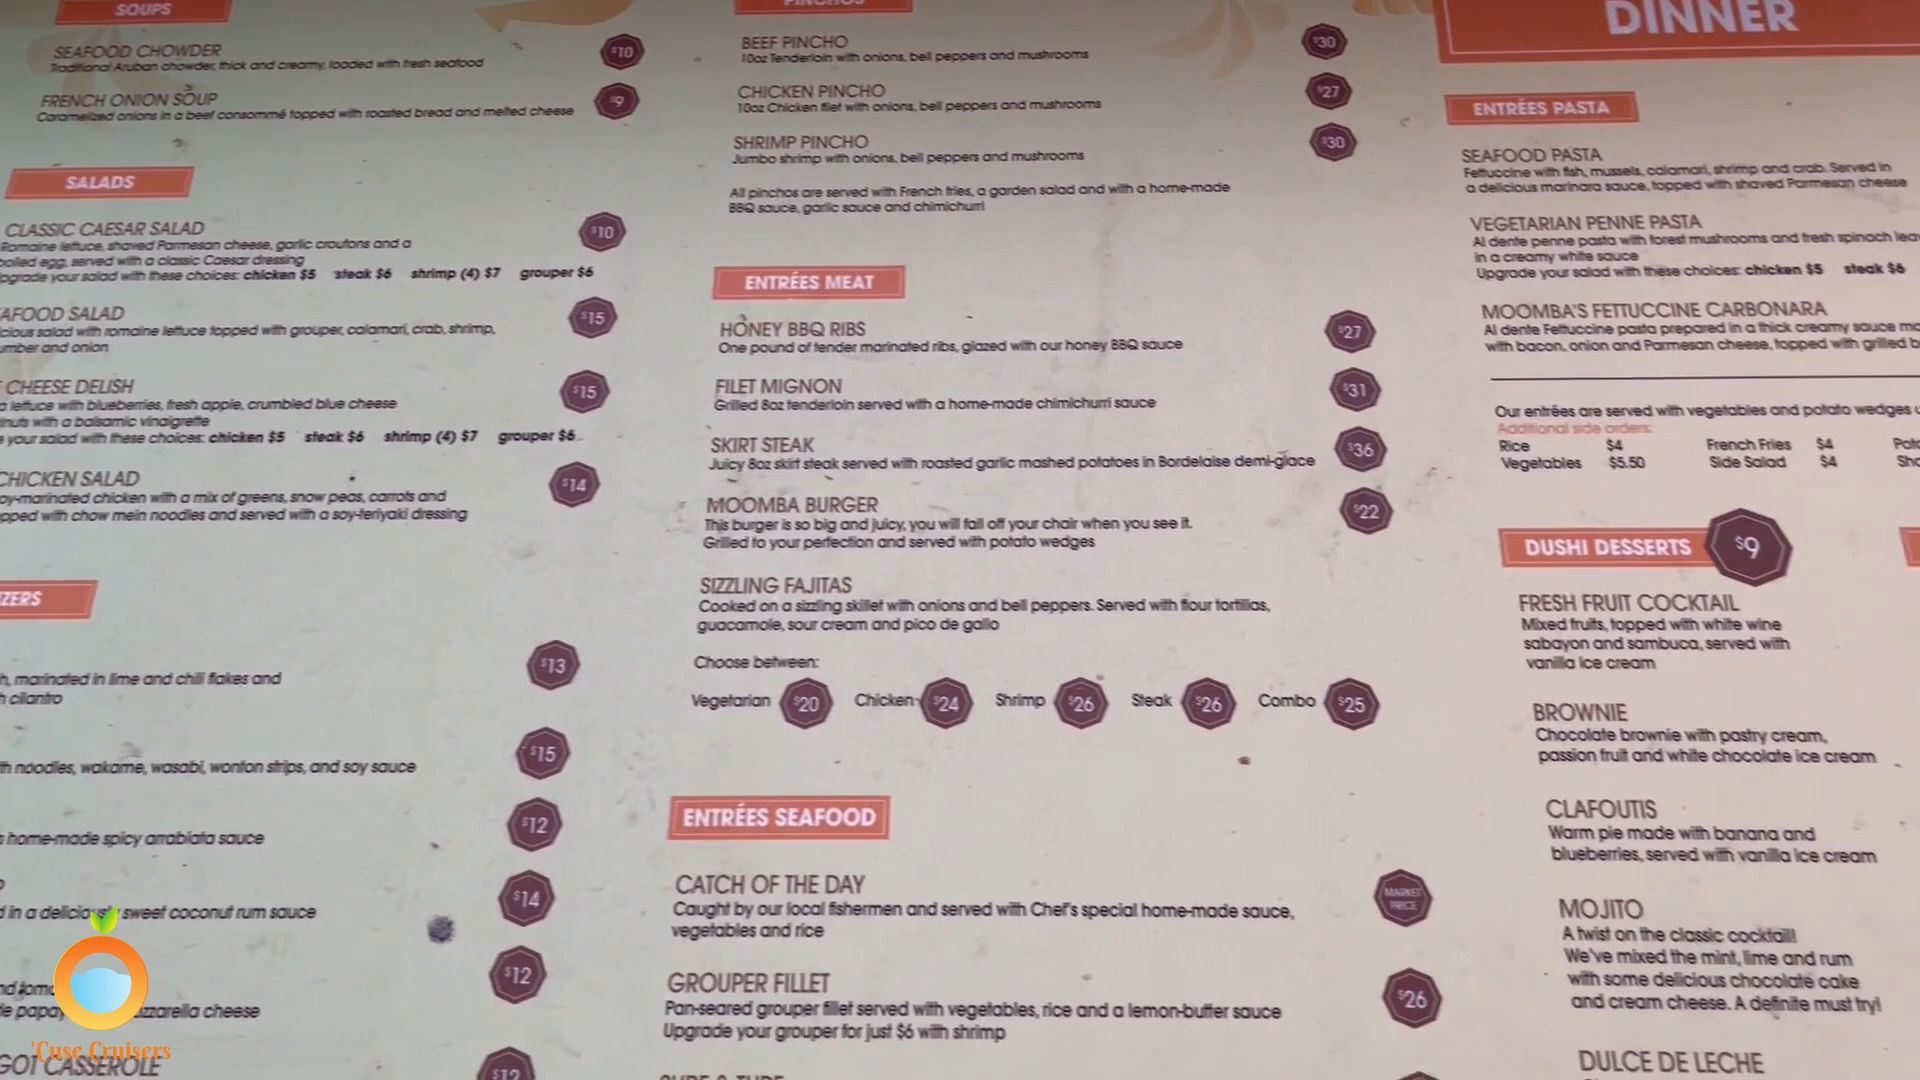 SOUPS
SEAFOOD CHOWDER
Traditional Aruban chowder, thick and creamy, loaded with fresh seafood
$10
FRENCH ONION SOUP
Caramelized onions in a beef consommé topped with roasted bread and melted cheese
$9
SALADS
CLASSIC CAESAR SALAD
Romaine lettuce, shaved Parmesan cheese, garlic croutons and a
boiled egg, served with a classic Caesar dressing
your salad with these choices: chicken $5 steak $6 shrimp (4) $7 grouper $6
$10
SALAD
salad with romaine lettuce topped with grouper, calamari, crab, shrimp,
and onion
$15
CHEESE DELISH
lettuce with blueberries, fresh apple, crumbled blue cheese
with a balsamic vinaigrette
your salad with these choices: chicken $5 steak $6 shrimp (4) $7 grouper $6
$15
CHICKEN SALAD
chicken with a mix of greens, snow peas, carrots and
with chow mein noodles and served with a soy-teriyaki dressing
$14
marinated in lime and chili flakes and
cilantro
$13
noodles, wakame, wasabi, wonton strips, and soy sauce
$15
home-made spicy arrabiata sauce
$12
in a deliciously sweet coconut rum sauce
$14
cheese
$12
CASSEROLE
$12
PINCHOS
BEEF PINCHO
10oz Tenderloin with onions, bell peppers and mushrooms
$30
CHICKEN PINCHO
10oz Chicken filet with onions, bell peppers and mushrooms
$27
SHRIMP PINCHO
Jumbo shrimp with onions, bell peppers and mushrooms
$30
All pinchos are served with French fries, a garden salad and with a home-made
BBQ sauce, garlic sauce and chimichurri
ENTRÉES MEAT
HONEY BBQ RIBS
One pound of tender marinated ribs, glazed with our honey BBQ sauce
$27
FILET MIGNON
Grilled 8oz tenderloin served with a home-made chimichurri sauce
$31
SKIRT STEAK
Juicy 8oz skirt steak served with roasted garlic mashed potatoes in Bordelaise demi-glace
$36
MOOMBA BURGER
This burger is so big and juicy, you will fall off your chair when you see it.
Grilled to your perfection and served with potato wedges
$22
SIZZLING FAJITAS
Cooked on a sizzling skillet with onions and bell peppers. Served with flour tortillas,
guacamole, sour cream and pico de gallo
Choose between:
Vegetarian $20 Chicken $24 Shrimp $26 Steak $26 Combo $25
ENTRÉES SEAFOOD
CATCH OF THE DAY
Caught by our local fishermen and served with Chef's special home-made sauce,
vegetables and rice
MARKET PRICE
GROUPER FILLET
Pan-seared grouper fillet served with vegetables, rice and a lemon-butter sauce
Upgrade your grouper for just $6 with shrimp
$26
DINNER
ENTRÉES PASTA
SEAFOOD PASTA
Fettuccine with fish, mussels, calamari, shrimp and crab. Served in
a delicious marinara sauce, topped with shaved Parmesan cheese
VEGETARIAN PENNE PASTA
Al dente penne pasta with forest mushrooms and fresh spinach
in a creamy white sauce
Upgrade your salad with these choices: chicken $5 steak $6
MOOMBA'S FETTUCCINE CARBONARA
Al dente Fettuccine pasta prepared in a thick creamy sauce
with bacon, onion and Parmesan cheese, topped with grilled
Our entrées are served with vegetables and potato wedges
Additional side orders:
Rice $4 French Fries $4
Vegetables $5.50 Side Salad $4
DUSHI DESSERTS $9
FRESH FRUIT COCKTAIL
Mixed fruits, topped with white wine
sabayon and sambuca, served with
vanilla ice cream
BROWNIE
Chocolate brownie with pastry cream,
passion fruit and white chocolate ice cream
CLAFOUTIS
Warm pie made with banana and
blueberries, served with vanilla ice cream
MOJITO
A twist on the classic cocktail!
We've mixed the mint, lime and rum
with some delicious chocolate cake
and cream cheese. A definite must try!
DULCE DE LECHE
'Cuse Cruisers